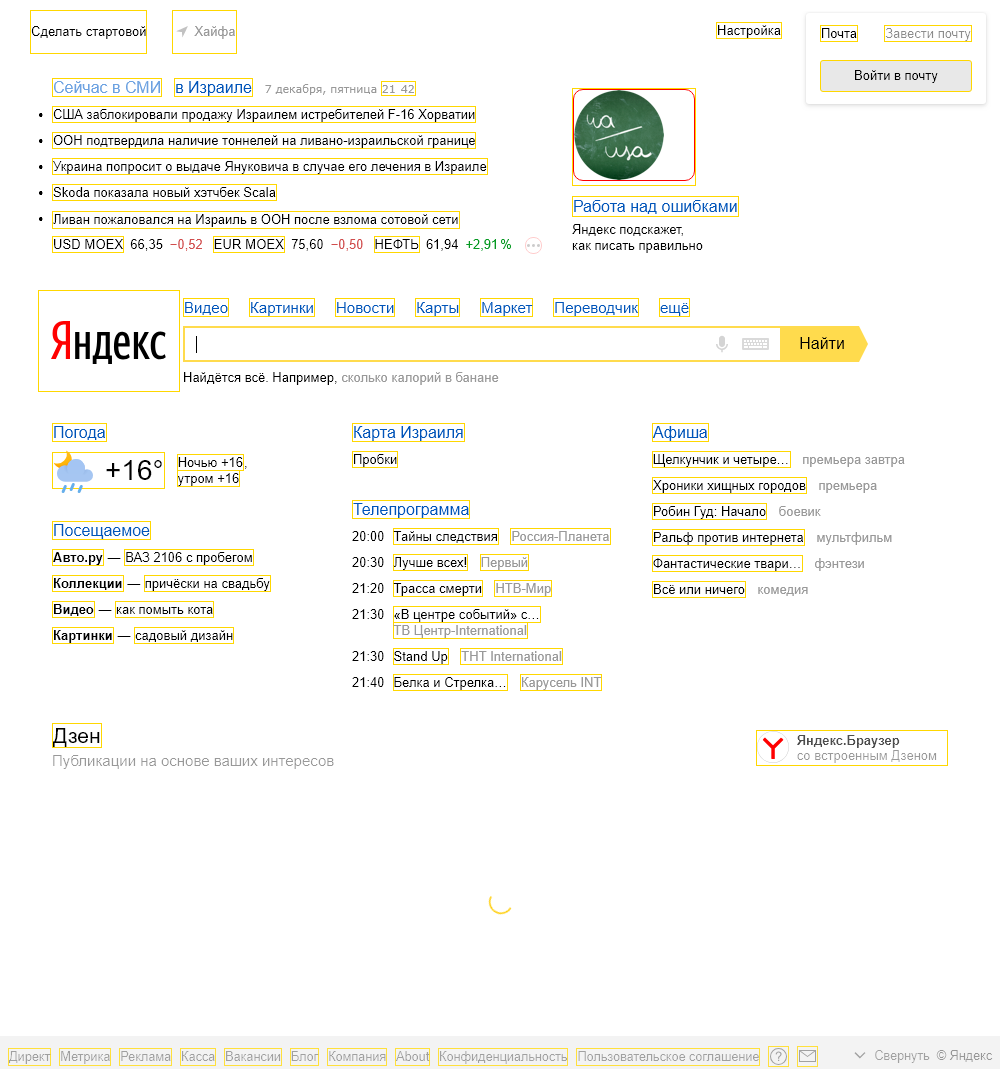 Сделать стартовой
Хайфа
Настройка
Почта
Завести почту
Войти в почту
Сейчас в СМИ в Израиле 7 декабря, пятница 21 42
• США заблокировали продажу Израилем истребителей F-16 Хорватии
• ООН подтвердила наличие тоннелей на ливано-израильской границе
• Украина попросит о выдаче Януковича в случае его лечения в Израиле
• Skoda показала новый хэтчбек Scala
• Ливан пожаловался на Израиль в ООН после взлома сотовой сети
USD MOEX 66,35 −0,52 EUR MOEX 75,60 −0,50 НЕФТЬ 61,94 +2,91%
ua
usa
Работа над ошибками
Яндекс подскажет,
как писать правильно
Яндекс
Видео Картинки Новости Карты Маркет Переводчик ещё
Найти
Найдётся всё. Например, сколько калорий в банане
Погода
+16°
Ночью +16,
утром +16
Посещаемое
Авто.ру — ВАЗ 2106 с пробегом
Коллекции — причёски на свадьбу
Видео — как помыть кота
Картинки — садовый дизайн
Карта Израиля
Пробки
Телепрограмма
20:00 Тайны следствия Россия-Планета
20:30 Лучше всех! Первый
21:20 Трасса смерти НТВ-Мир
21:30 «В центре событий» с...
ТВ Центр-International
21:30 Stand Up ТНТ International
21:40 Белка и Стрелка... Карусель INT
Афиша
Щелкунчик и четыре... премьера завтра
Хроники хищных городов премьера
Робин Гуд: Начало боевик
Ральф против интернета мультфильм
Фантастические твари... фэнтези
Всё или ничего комедия
Дзен
Публикации на основе ваших интересов
Яндекс.Браузер
со встроенным Дзеном
Директ Метрика Реклама Касса Вакансии Блог Компания About Конфиденциальность Пользовательское соглашение ? Свернуть © Яндекс